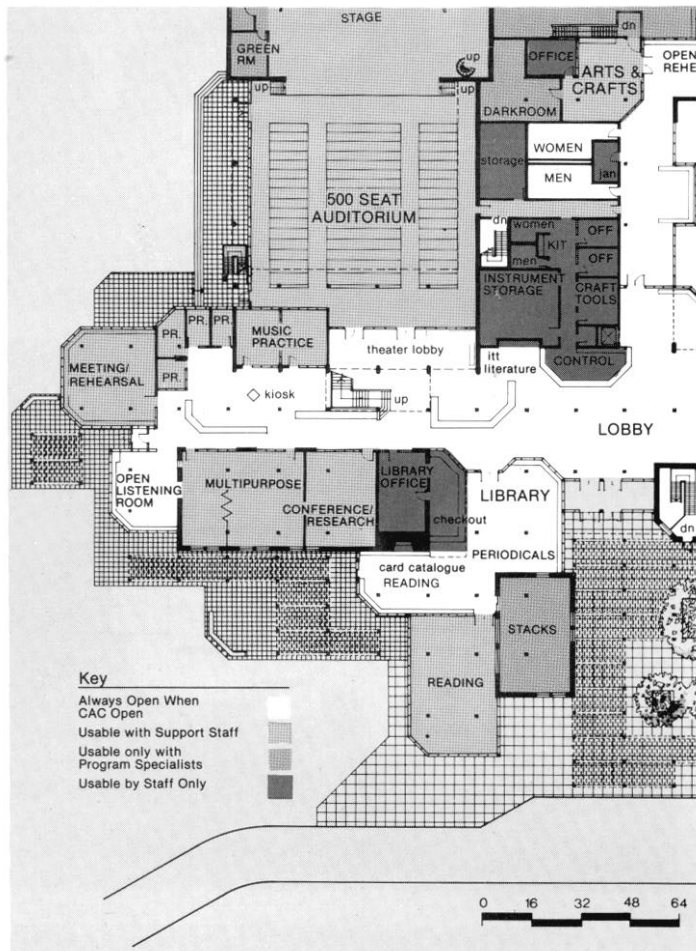 STAGE
GREEN
RM
up
up
up
dn
OFFICE
ARTS &
CRAFTS
OPEN
REHE
DARKROOM
storage
WOMEN
MEN
jan
500 SEAT
AUDITORIUM
dn
women
KIT
OFF
men
OFF
INSTRUMENT
STORAGE
CRAFT
TOOLS
CONTROL
PR.
PR.
PR.
PR.
MUSIC
PRACTICE
theater lobby
itt
literature
MEETING/
REHEARSAL
kiosk
up
LOBBY
OPEN
LISTENING
ROOM
MULTIPURPOSE
CONFERENCE/
RESEARCH
LIBRARY
OFFICE
checkout
LIBRARY
PERIODICALS
dn
card catalogue
READING
STACKS
READING
Key
Always Open When
CAC Open
Usable with Support Staff
Usable only with
Program Specialists
Usable by Staff Only
0 16 32 48 64